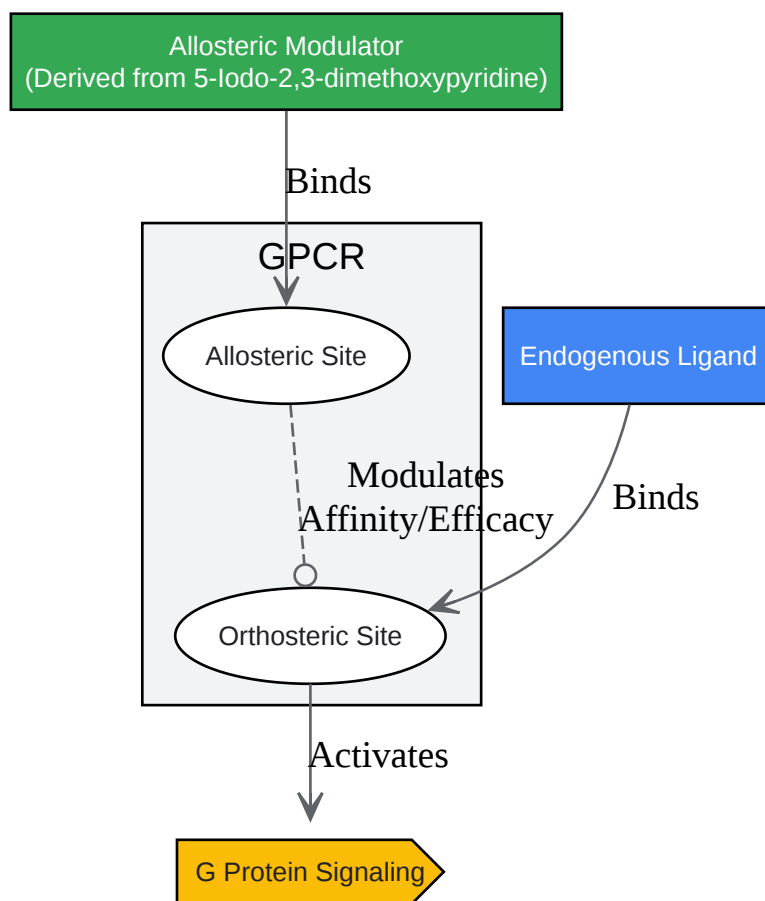 Allosteric Modulator
(Derived from 5-Iodo-2,3-dimethoxypyridine)
Binds
GPCR
Allosteric Site
Endogenous Ligand
Modulates
Affinity/Efficacy
Binds
Orthosteric Site
Activates
G Protein Signaling